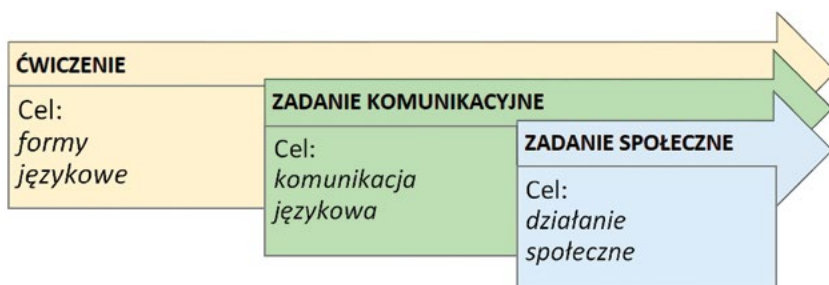 ĆWICZENIE
Cel:
formy
językowe
ZADANIE KOMUNIKACYJNE
Cel:
komunikacja
językowa
ZADANIE SPOŁECZNE
Cel:
działanie
społeczne